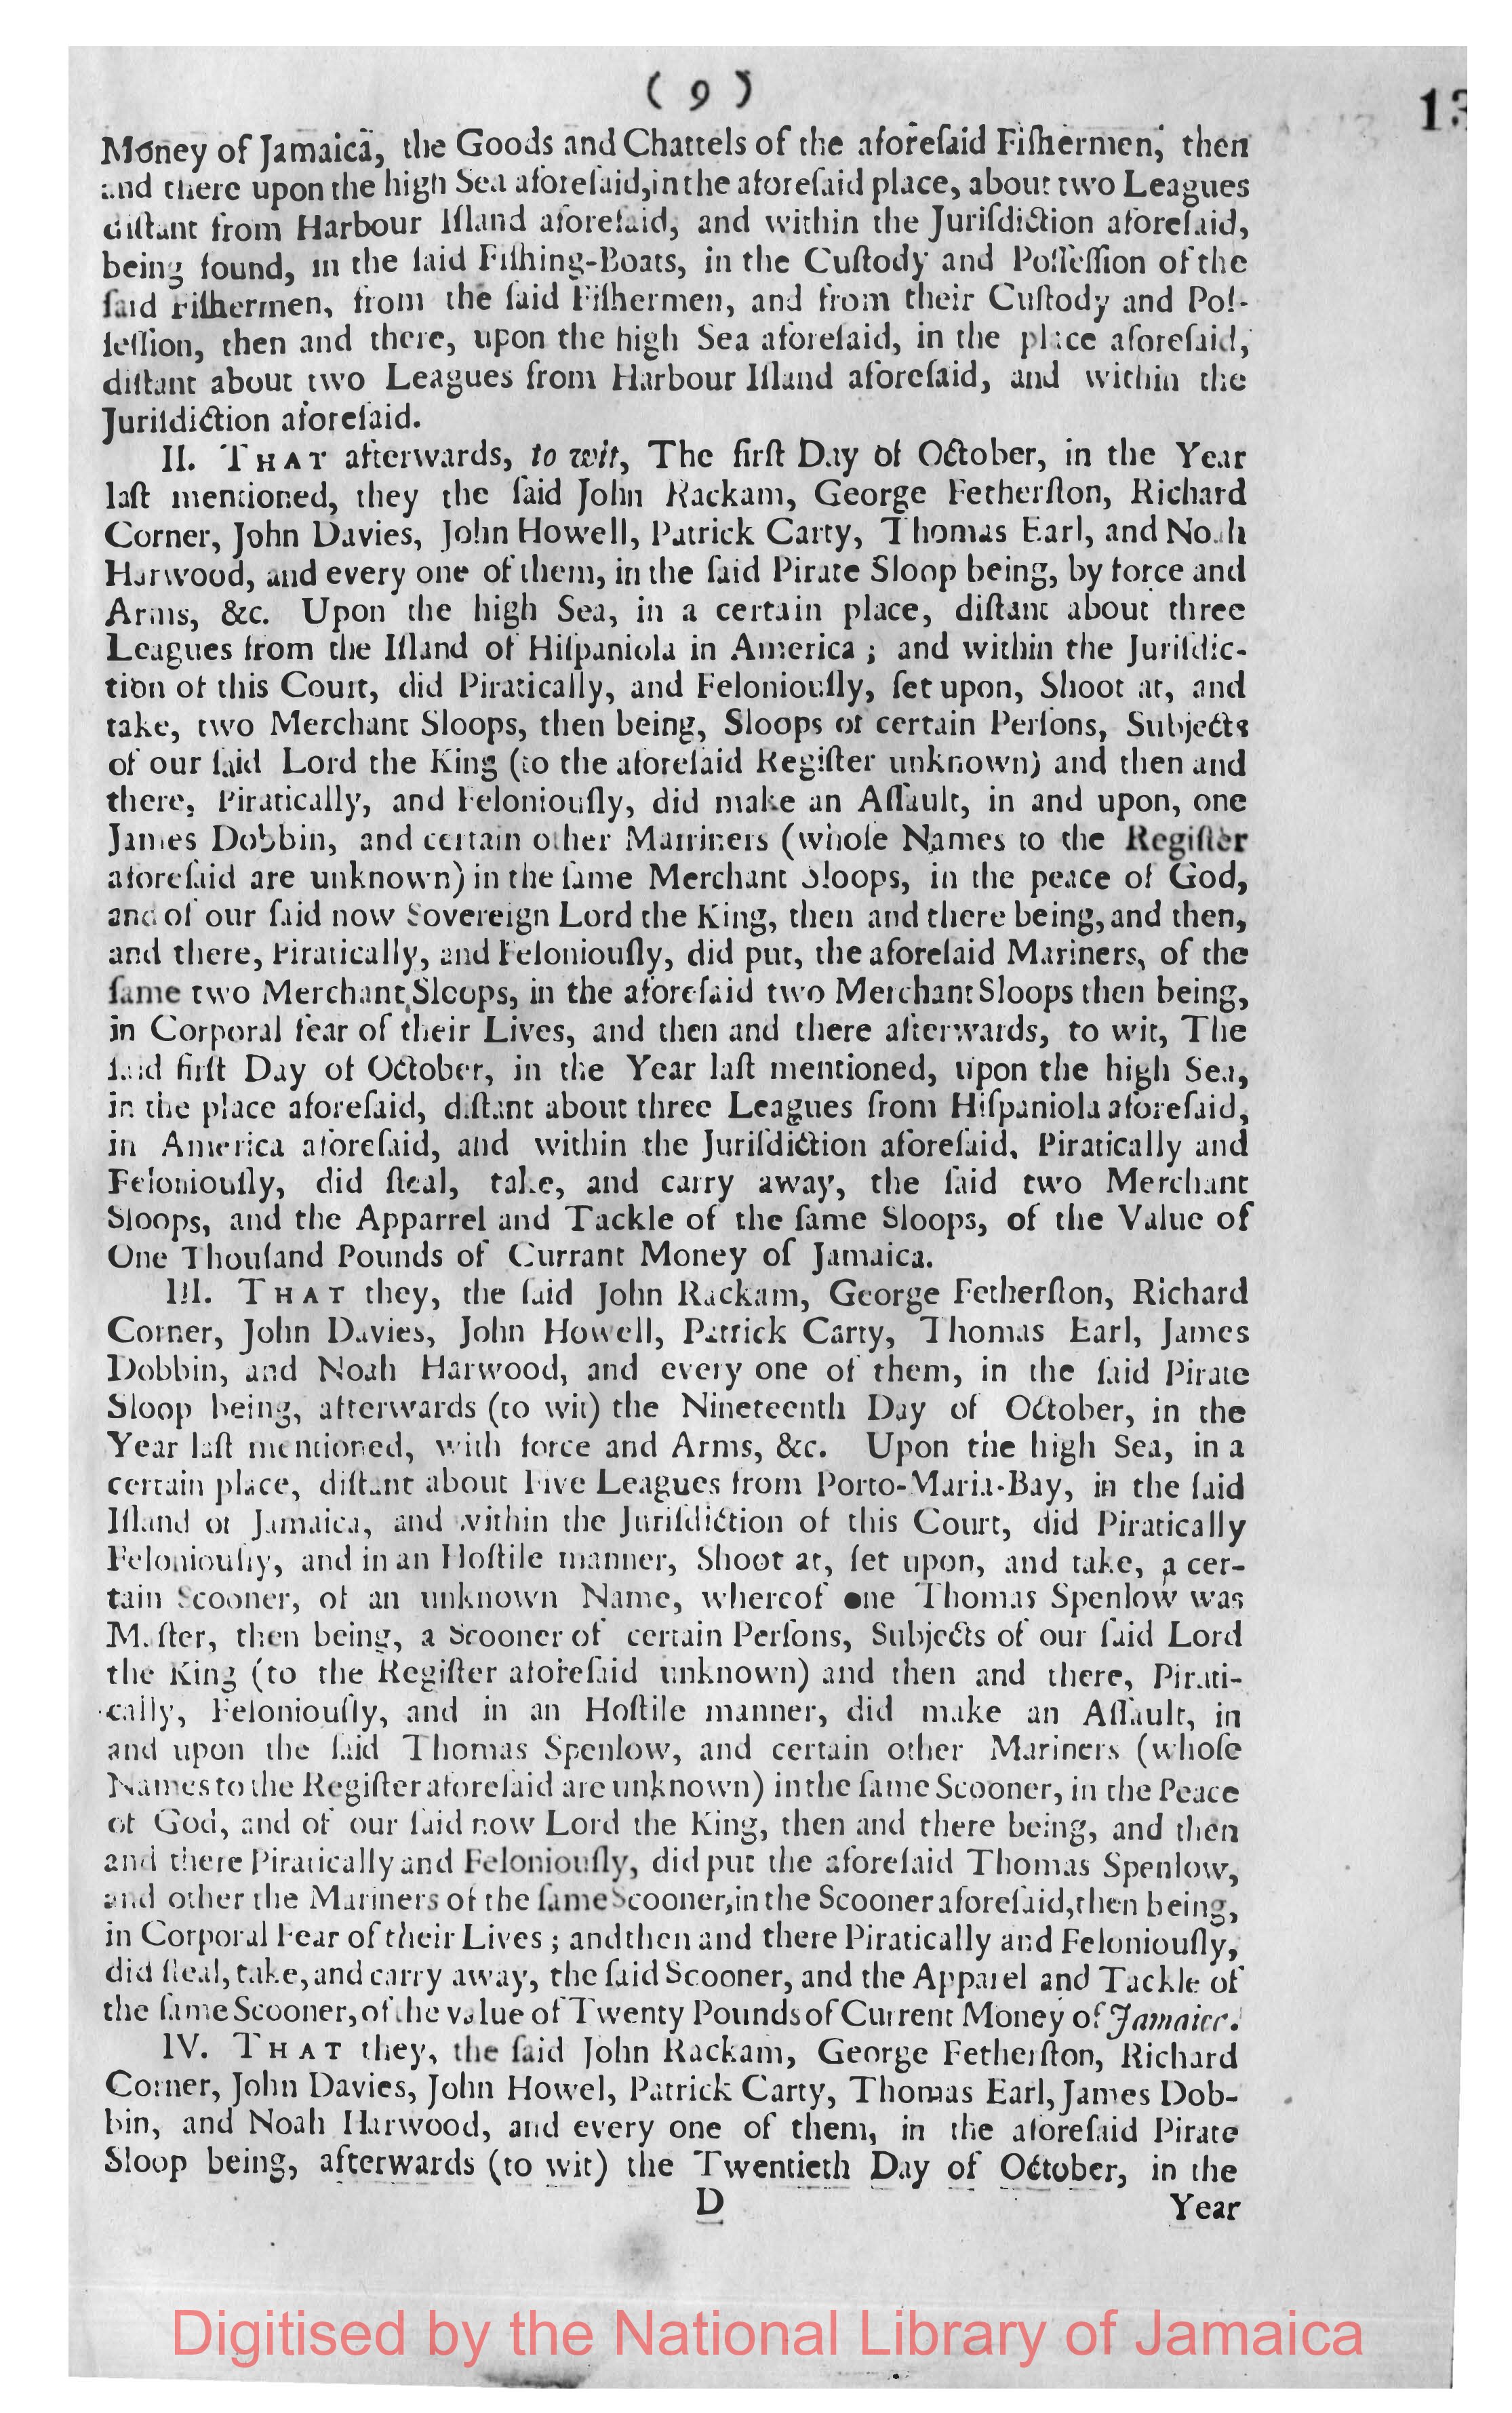 ( 9 )
13
Money of Jamaica, the Goods and Chattels of the aforeſaid Fiſhermen, then
and there upon the high Sea aforeſaid, in the aforeſaid place, about two Leagues
diſtant from Harbour Iſland aforeſaid, and within the Juriſdiction aforeſaid,
being found, in the ſaid Fiſhing-Boats, in the Cuſtody and Poſſeſſion of the
ſaid Fiſhermen, from the ſaid Fiſhermen, and from their Cuſtody and Poſ-
ſeſſion, then and there, upon the high Sea aforeſaid, in the place aforeſaid,
diſtant about two Leagues from Harbour Iſland aforeſaid, and within the
Juriſdiction aforeſaid.
II. THAT afterwards, to wit, The firſt Day of October, in the Year
laſt mentioned, they the ſaid John Rackam, George Fetherſton, Richard
Corner, John Davies, John Howell, Patrick Carty, Thomas Earl, and Noah
Harwood, and every one of them, in the ſaid Pirate Sloop being, by force and
Arms, &c. Upon the high Sea, in a certain place, diſtant about three
Leagues from the Iſland of Hiſpaniola in America ; and within the Juriſdic-
tion of this Court, did Piratically, and Feloniouſly, ſet upon, Shoot at, and
take, two Merchant Sloops, then being, Sloops of certain Perſons, Subjects
of our ſaid Lord the King (to the aforeſaid Regiſter unknown) and then and
there, Piratically, and Feloniouſly, did make an Aſſault, in and upon, one
James Dobbin, and certain other Marriners (whoſe Names to the Regiſter
aforeſaid are unknown) in the ſame Merchant Sloops, in the peace of God,
and of our ſaid now Sovereign Lord the King, then and there being, and then,
and there, Piratically, and Feloniouſly, did put, the aforeſaid Mariners, of the
ſame two Merchant Sloops, in the aforeſaid two Merchant Sloops then being,
in Corporal fear of their Lives, and then and there afterwards, to wit, The
ſaid firſt Day of October, in the Year laſt mentioned, upon the high Sea,
in the place aforeſaid, diſtant about three Leagues from Hiſpaniola aforeſaid,
in America aforeſaid, and within the Juriſdiction aforeſaid, Piratically and
Feloniouſly, did ſteal, take, and carry away, the ſaid two Merchant
Sloops, and the Apparrel and Tackle of the ſame Sloops, of the Value of
One Thouſand Pounds of Currant Money of Jamaica.
III. THAT they, the ſaid John Rackam, George Fetherſton, Richard
Corner, John Davies, John Howell, Patrick Carty, Thomas Earl, James
Dobbin, and Noah Harwood, and every one of them, in the ſaid Pirate
Sloop being, afterwards (to wit) the Nineteenth Day of October, in the
Year laſt mentioned, with force and Arms, &c. Upon the high Sea, in a
certain place, diſtant about Five Leagues from Porto-Maria-Bay, in the ſaid
Iſland of Jamaica, and within the Juriſdiction of this Court, did Piratically
Feloniouſly, and in an Hoſtile manner, Shoot at, ſet upon, and take, a cer-
tain Scooner, of an unknown Name, whereof one Thomas Spenlow was
Maſter, then being, a Scooner of certain Perſons, Subjects of our ſaid Lord
the King (to the Regiſter aforeſaid unknown) and then and there, Pirati-
cally, Feloniouſly, and in an Hoſtile manner, did make an Aſſault, in
and upon the ſaid Thomas Spenlow, and certain other Mariners (whoſe
Names to the Regiſter aforeſaid are unknown) in the ſame Scooner, in the Peace
of God, and of our ſaid now Lord the King, then and there being, and then
and there Piratically and Feloniouſly, did put the aforeſaid Thomas Spenlow,
and other the Mariners of the ſame Scooner, in the Scooner aforeſaid, then being,
in Corporal Fear of their Lives ; and then and there Piratically and Feloniouſly,
did ſteal, take, and carry away, the ſaid Scooner, and the Apparel and Tackle of
the ſame Scooner, of the value of Twenty Pounds of Current Money of Jamaica.
IV. THAT they, the ſaid John Rackam, George Fetherſton, Richard
Corner, John Davies, John Howel, Patrick Carty, Thomas Earl, James Dob-
bin, and Noah Harwood, and every one of them, in the aforeſaid Pirate
Sloop being, afterwards (to wit) the Twentieth Day of October, in the
D
Year
Digitised by the National Library of Jamaica